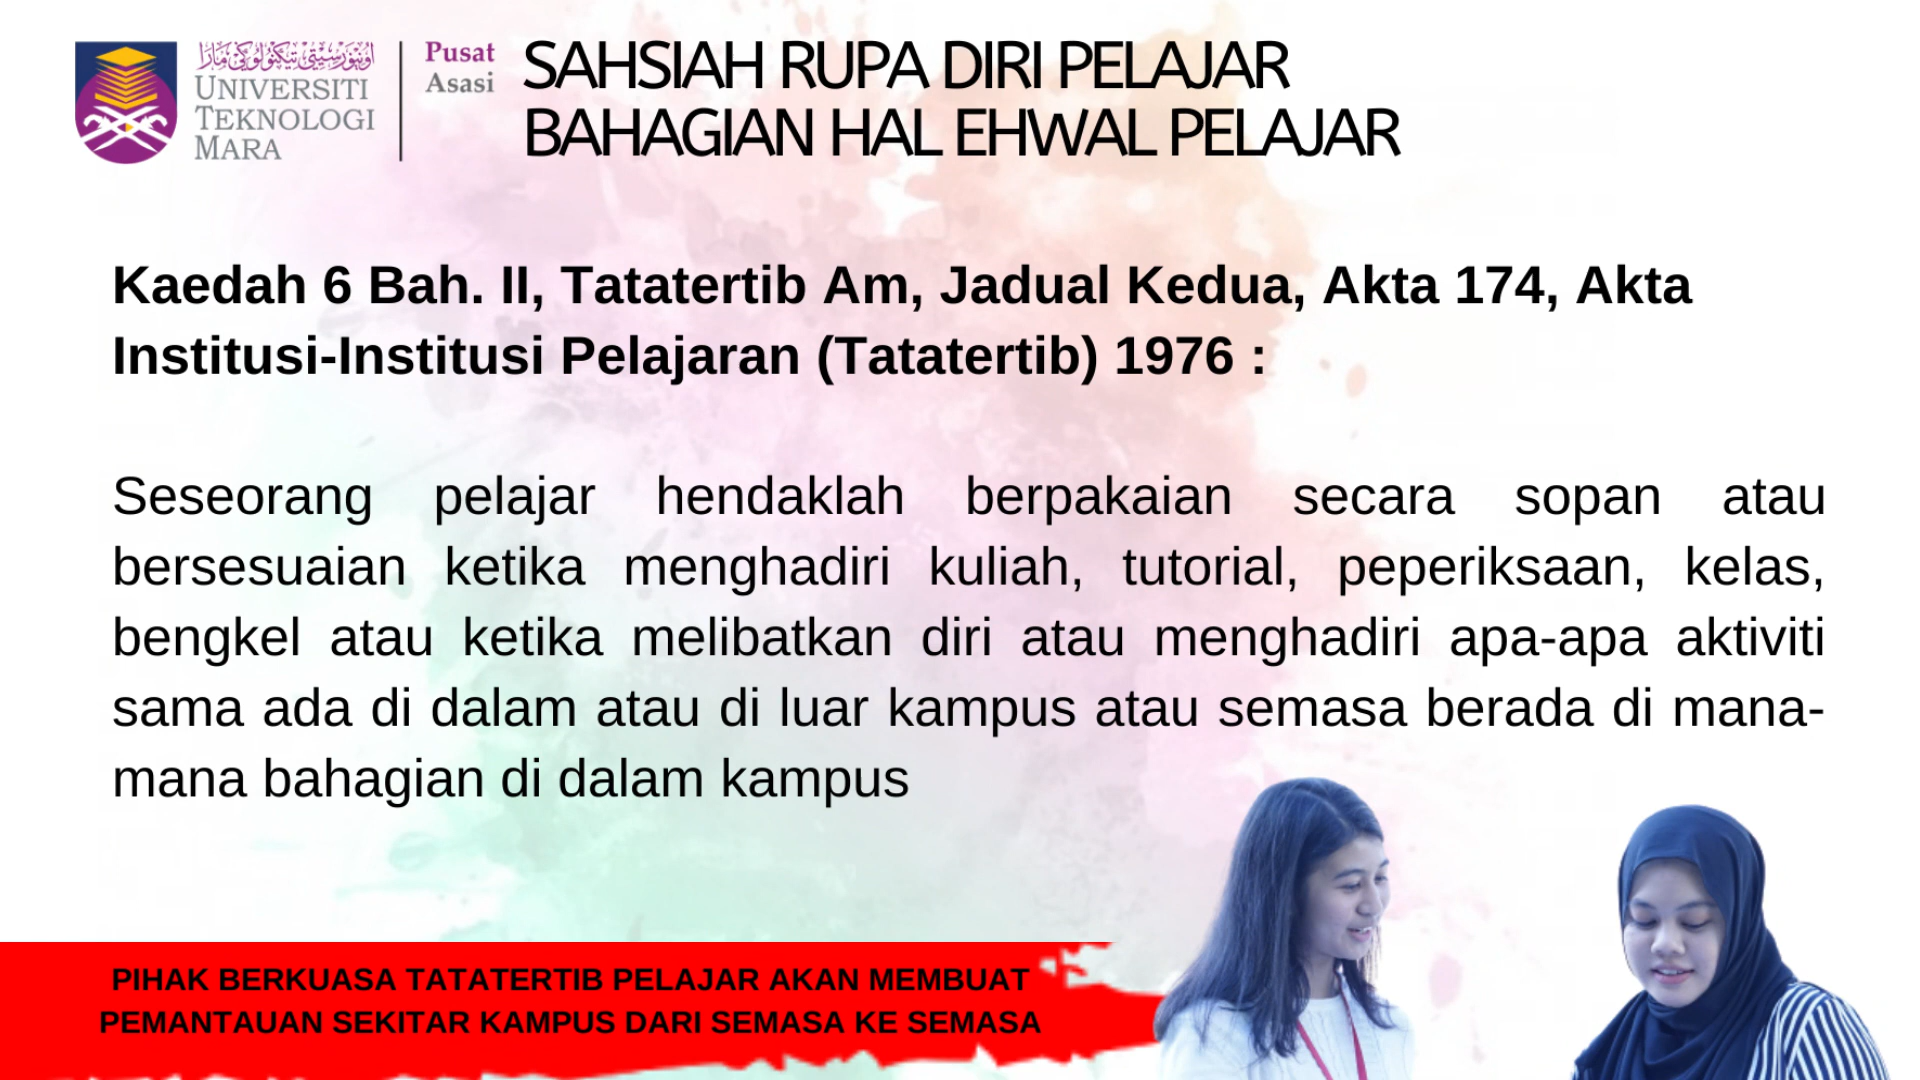 اونيۏرسيتي تيكنولوݢي مارا
UNIVERSITI
TEKNOLOGI
MARA
Pusat
Asasi
SAHSIAH RUPA DIRI PELAJAR
BAHAGIAN HAL EHWAL PELAJAR
Kaedah 6 Bah. II, Tatatertib Am, Jadual Kedua, Akta 174, Akta
Institusi-Institusi Pelajaran (Tatatertib) 1976 :
Seseorang pelajar hendaklah berpakaian secara sopan atau
bersesuaian ketika menghadiri kuliah, tutorial, peperiksaan, kelas,
bengkel atau ketika melibatkan diri atau menghadiri apa-apa aktiviti
sama ada di dalam atau di luar kampus atau semasa berada di mana-
mana bahagian di dalam kampus
PIHAK BERKUASA TATATERTIB PELAJAR AKAN MEMBUAT
PEMANTAUAN SEKITAR KAMPUS DARI SEMASA KE SEMASA